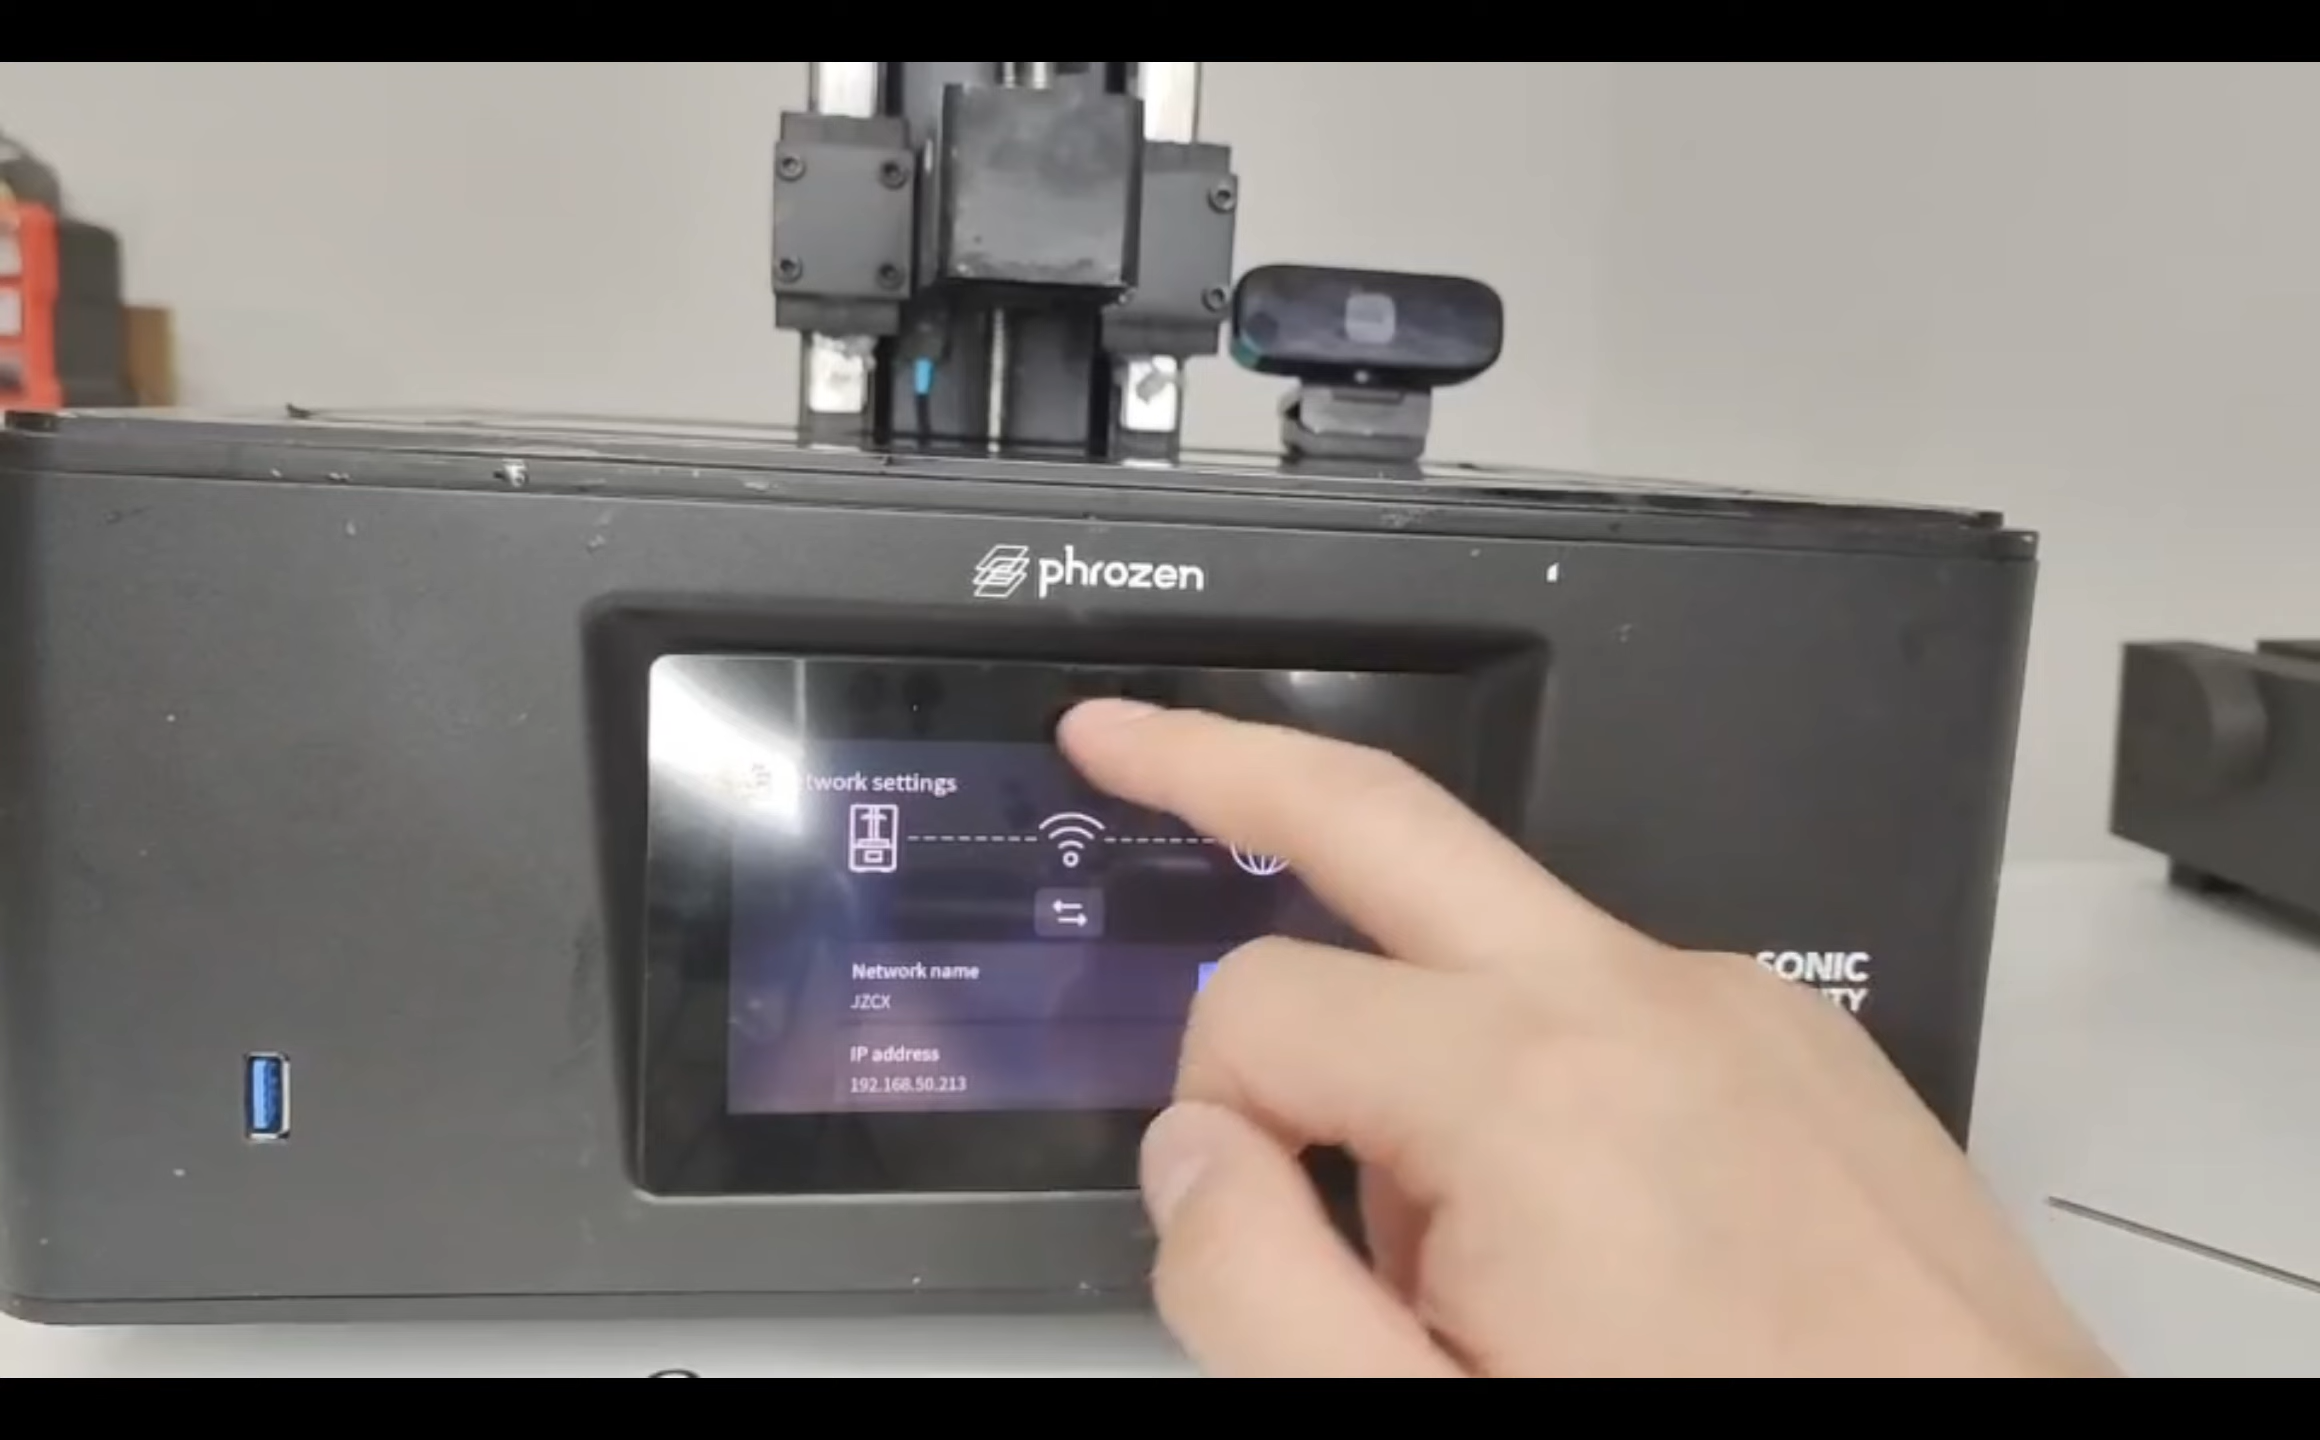 phrozen
twork settings
Network name
JZCX
IP address
192.168.50.213
SONIC